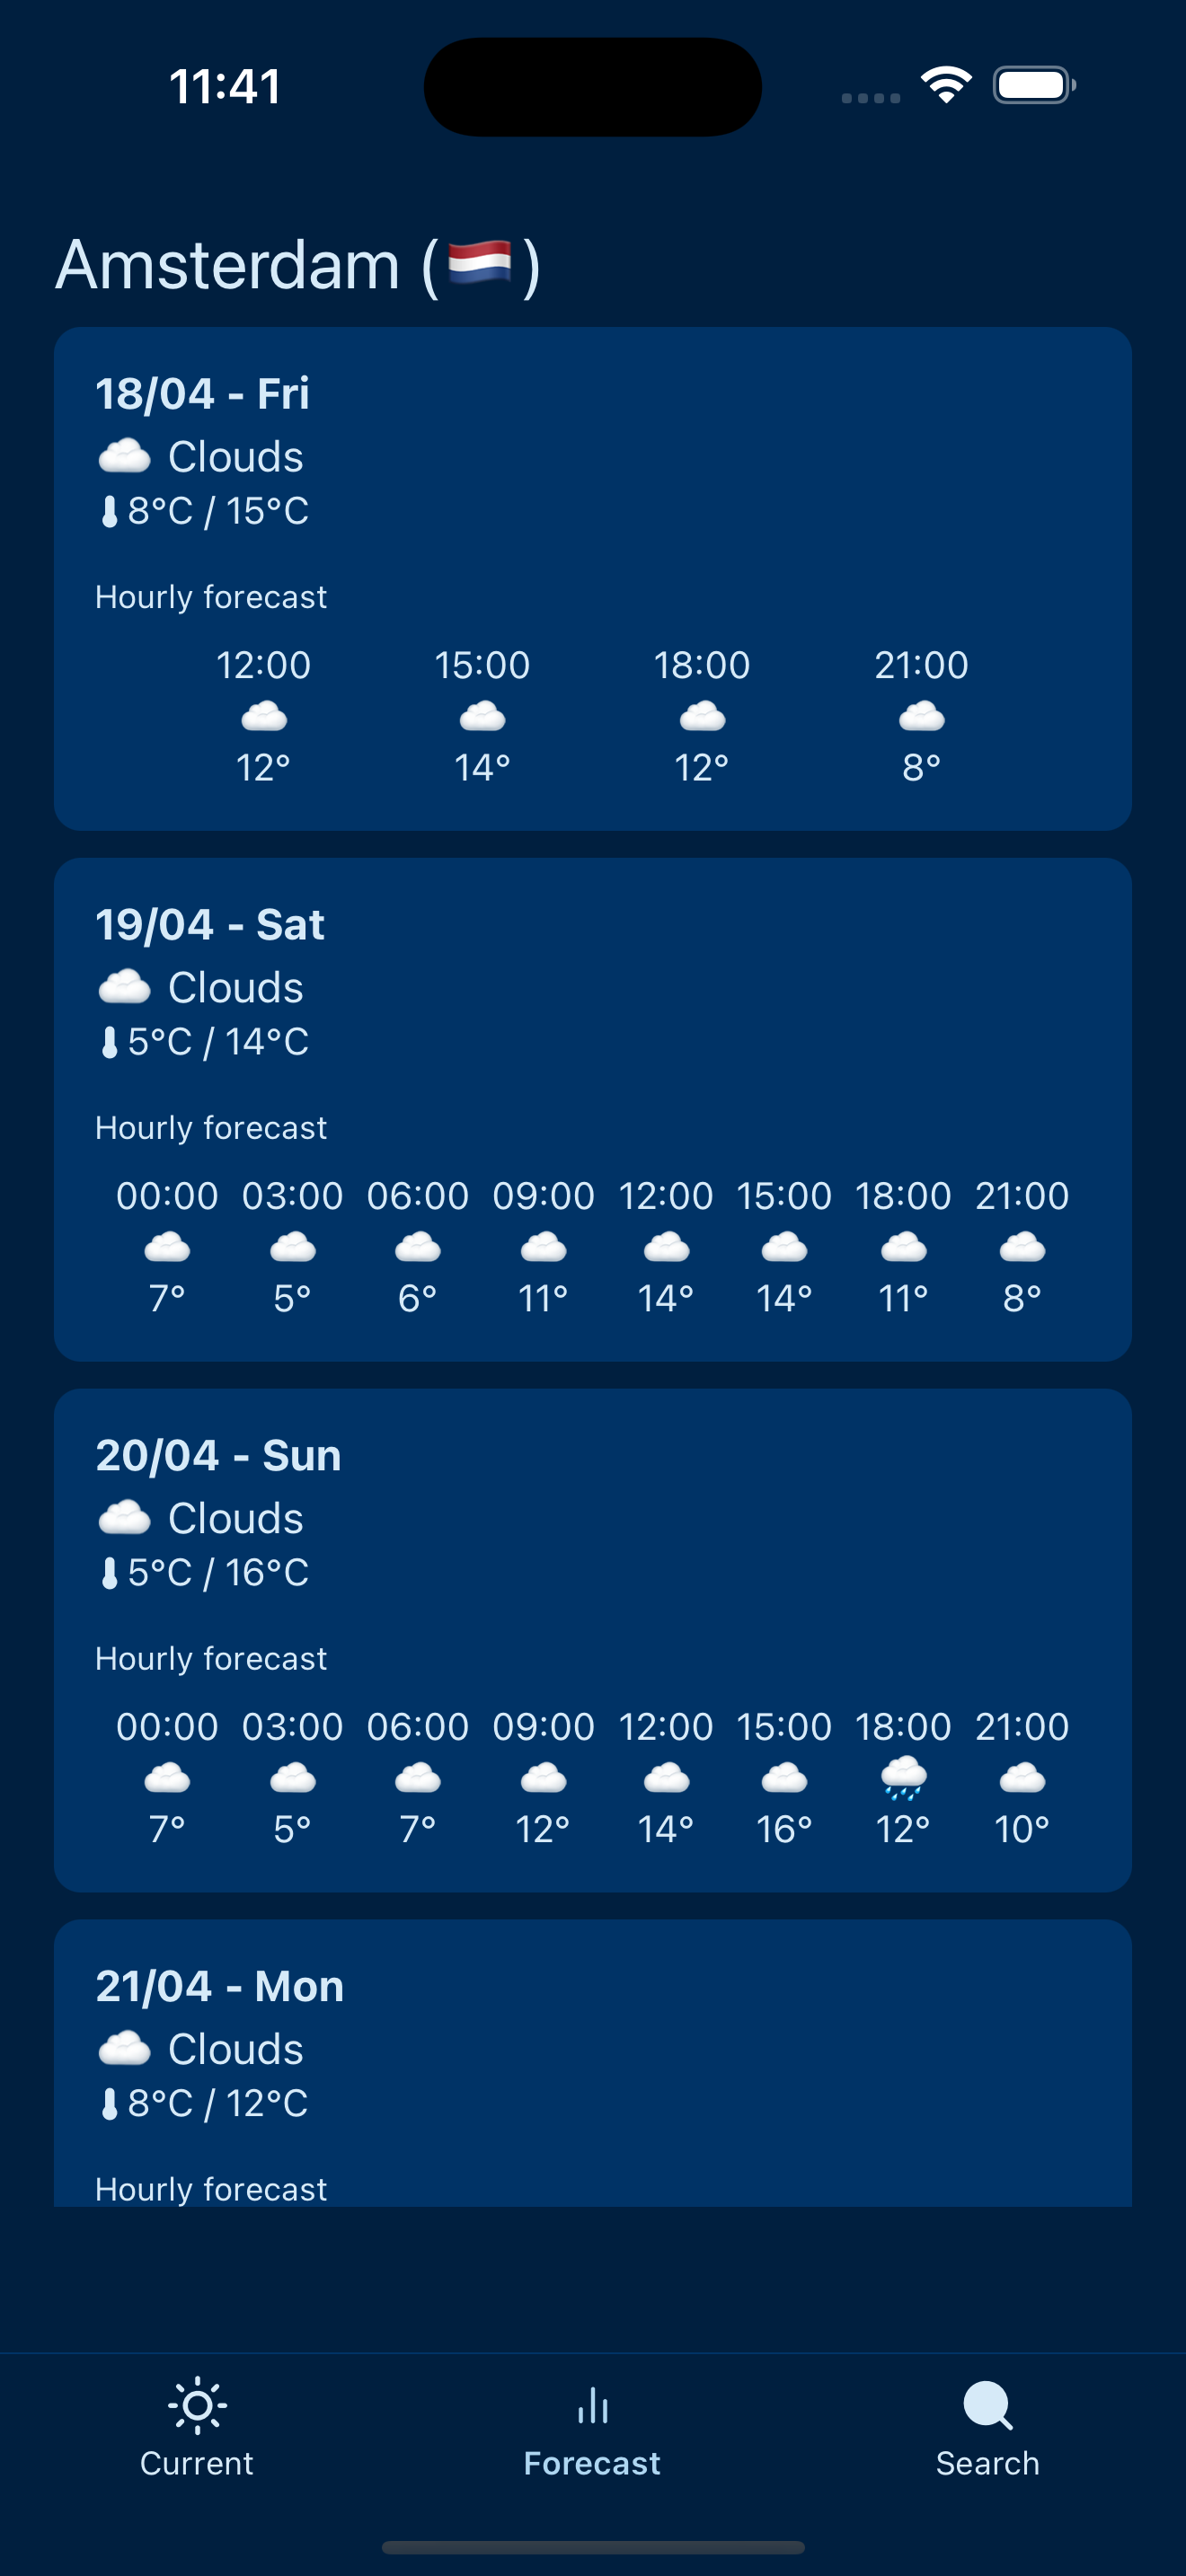 11:41
Amsterdam (🇳🇱)
18/04 - Fri
☁️ Clouds
8°C / 15°C
Hourly forecast
12:00 15:00 18:00 21:00
12° 14° 12° 8°
19/04 - Sat
☁️ Clouds
5°C / 14°C
Hourly forecast
00:00 03:00 06:00 09:00 12:00 15:00 18:00 21:00
7° 5° 6° 11° 14° 14° 11° 8°
20/04 - Sun
☁️ Clouds
5°C / 16°C
Hourly forecast
00:00 03:00 06:00 09:00 12:00 15:00 18:00 21:00
7° 5° 7° 12° 14° 16° 12° 10°
21/04 - Mon
☁️ Clouds
8°C / 12°C
Hourly forecast
Current Forecast Search